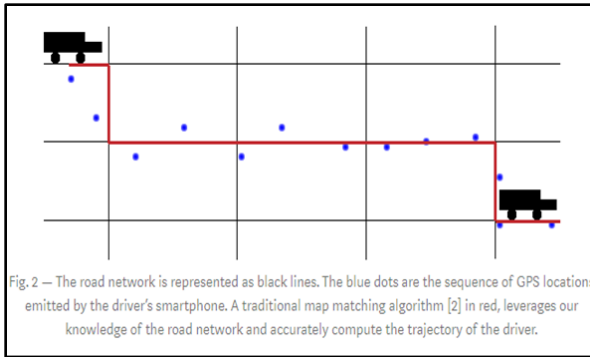 Fig. 2 — The road network is represented as black lines. The blue dots are the sequence of GPS locations
emitted by the driver's smartphone. A traditional map matching algorithm [2] in red, leverages our
knowledge of the road network and accurately compute the trajectory of the driver.